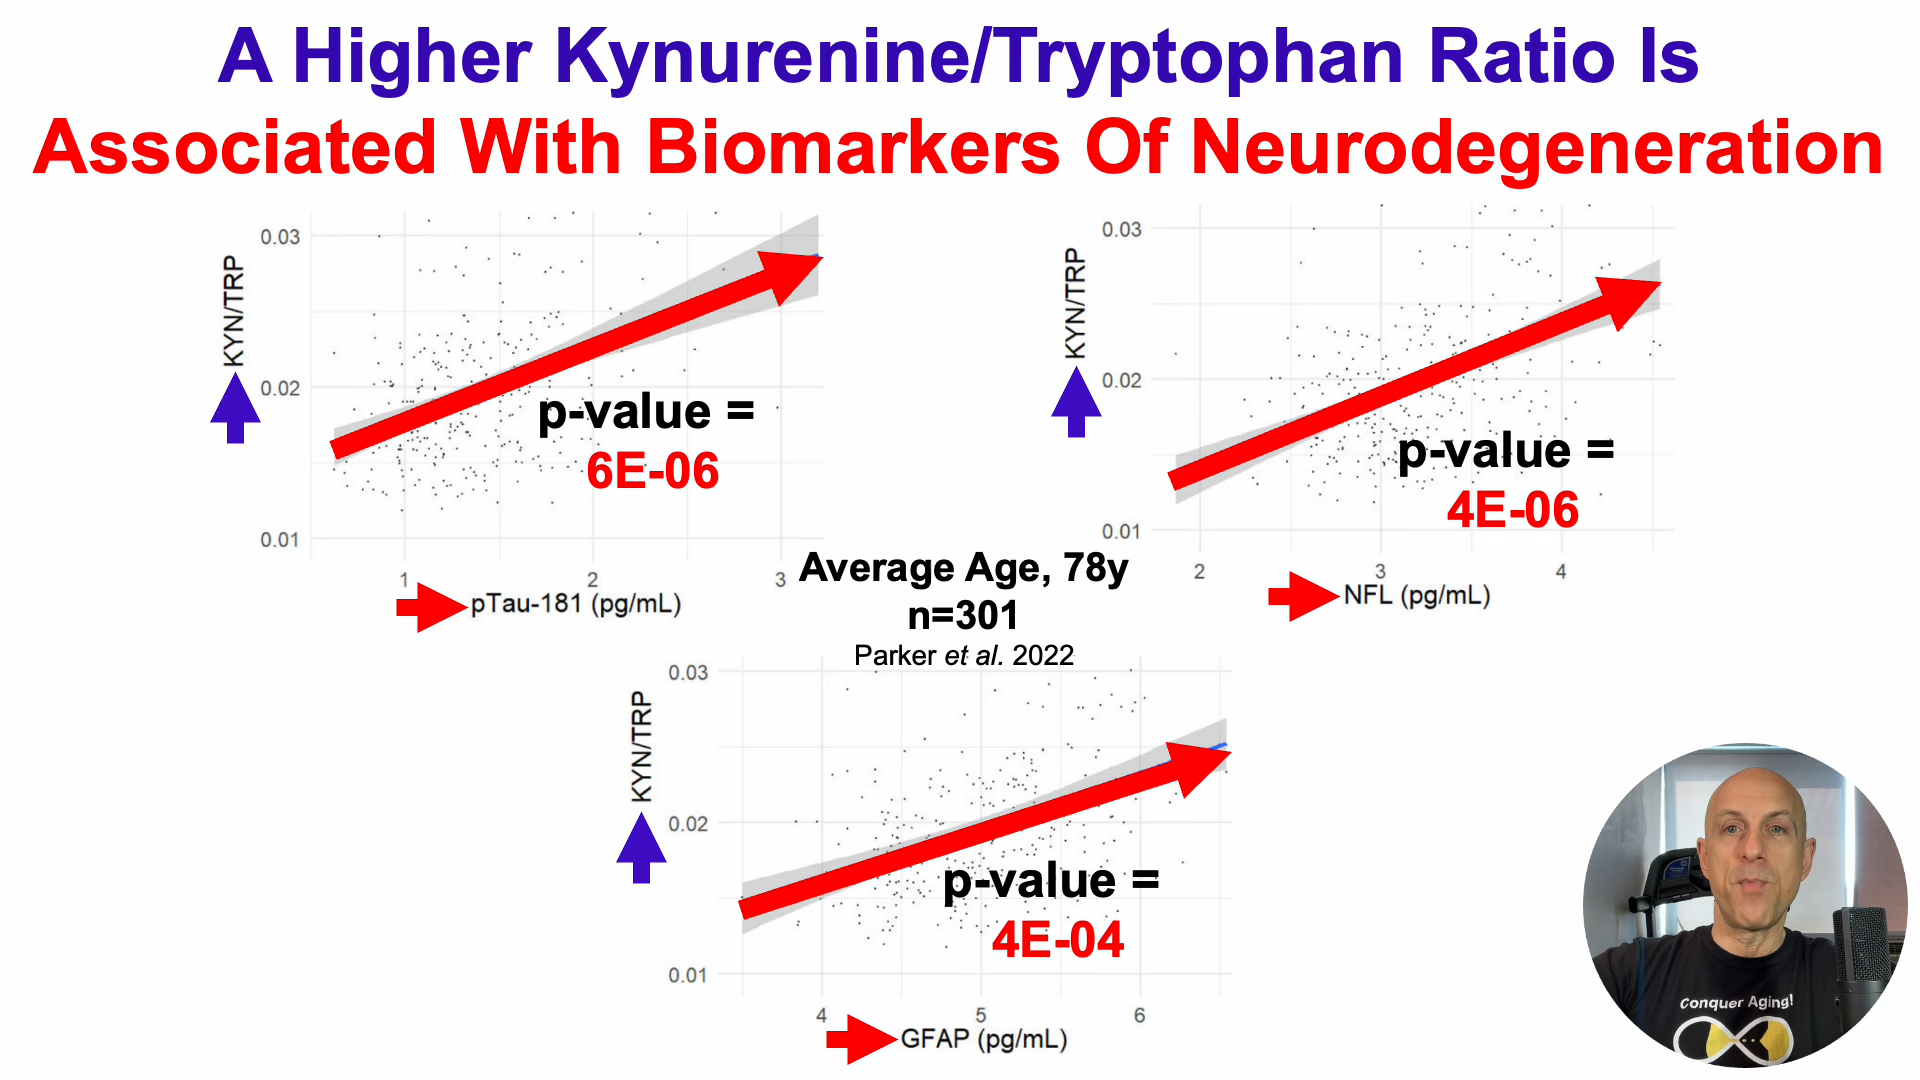 A Higher Kynurenine/Tryptophan Ratio Is
Associated With Biomarkers Of Neurodegeneration
0.03
0.02
0.01
KYN/TRP
p-value =
6E-06
1
2
3
pTau-181 (pg/mL)
0.03
0.02
0.01
KYN/TRP
p-value =
4E-06
2
3
4
NFL (pg/mL)
Average Age, 78y
n=301
Parker et al. 2022
0.03
0.02
0.01
KYN/TRP
p-value =
4E-04
4
5
6
GFAP (pg/mL)
Conquer Aging!